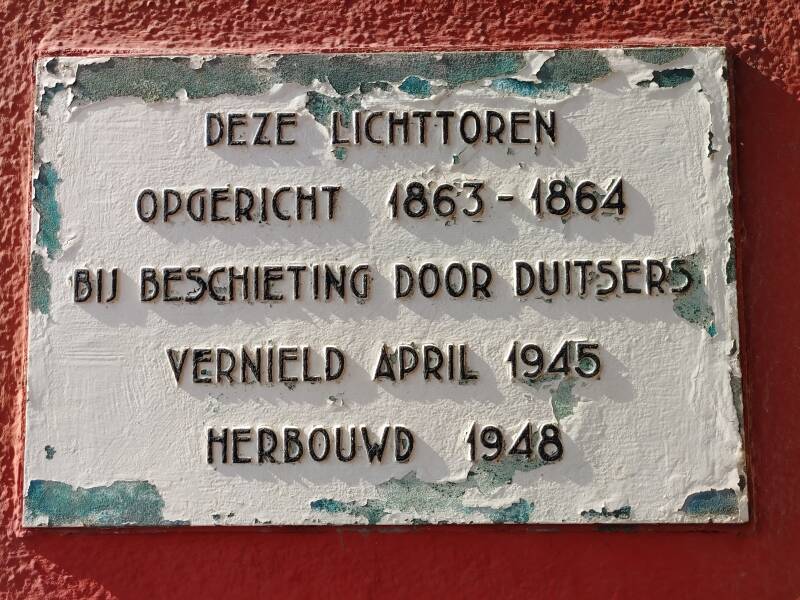 DEZE LICHTTOREN
OPGERICHT 1863-1864
BIJ BESCHIETING DOOR DUITSERS
VERNIELD APRIL 1945
HERBOUWD 1948